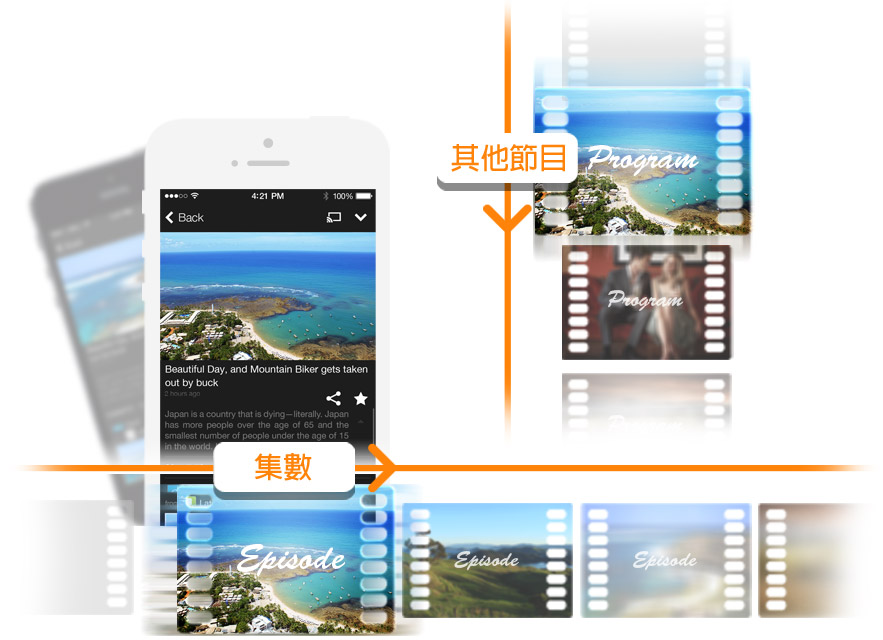 其他節目
Program
4:21 PM
100%
Back
Program
Beautiful Day, and Mountain Biker gets taken
out by buck
2 hours ago
Japan is a country that is dying—literally. Japan
has more people over the age of 65 and the
smallest number of people under the age of 15
in the world.
集數
Episode
Episode
Episode